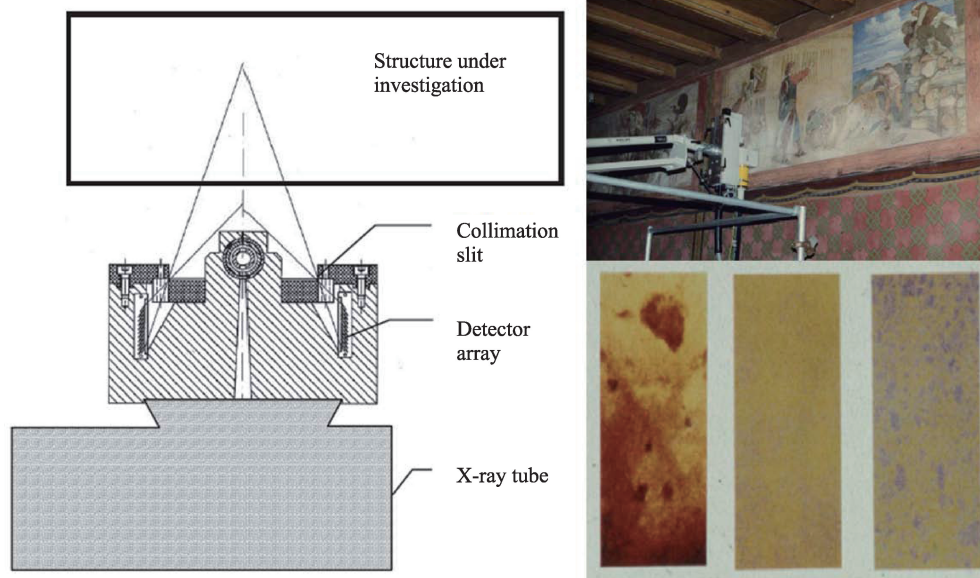 Structure under
investigation
Collimation
slit
Detector
array
X-ray tube